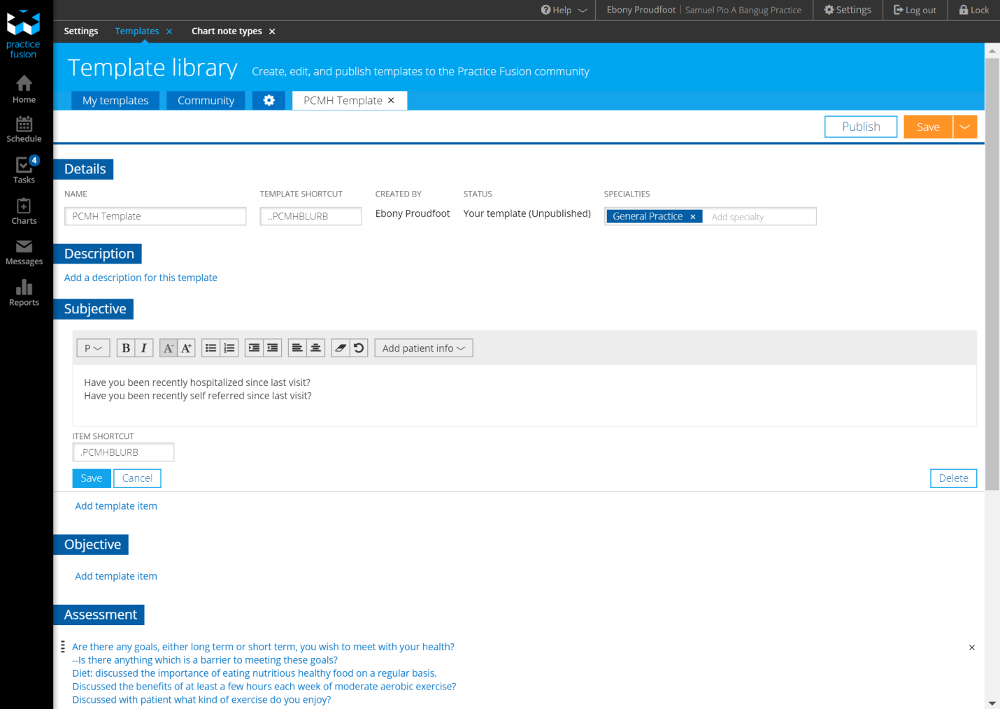 Help
Ebony Proudfoot | Samuel Pio A Bangug Practice
Settings
Log out
Lock
practice
fusion
Settings
Templates ×
Chart note types ×
Template library
Create, edit, and publish templates to the Practice Fusion community
My templates
Community
PCMH Template ×
Home
Schedule
4
Tasks
Charts
Messages
Reports
Publish
Save
Details
NAME
TEMPLATE SHORTCUT
CREATED BY
STATUS
SPECIALTIES
PCMH Template
..PCMHBLURB
Ebony Proudfoot
Your template (Unpublished)
General Practice ×
Add specialty
Description
Add a description for this template
Subjective
P
B
I
A-
A+
Add patient info
Have you been recently hospitalized since last visit?
Have you been recently self referred since last visit?
ITEM SHORTCUT
.PCMHBLURB
Save
Cancel
Delete
Add template item
Objective
Add template item
Assessment
Are there any goals, either long term or short term, you wish to meet with your health?
--Is there anything which is a barrier to meeting these goals?
Diet: discussed the importance of eating nutritious healthy food on a regular basis.
Discussed the benefits of at least a few hours each week of moderate aerobic exercise?
Discussed with patient what kind of exercise do you enjoy?